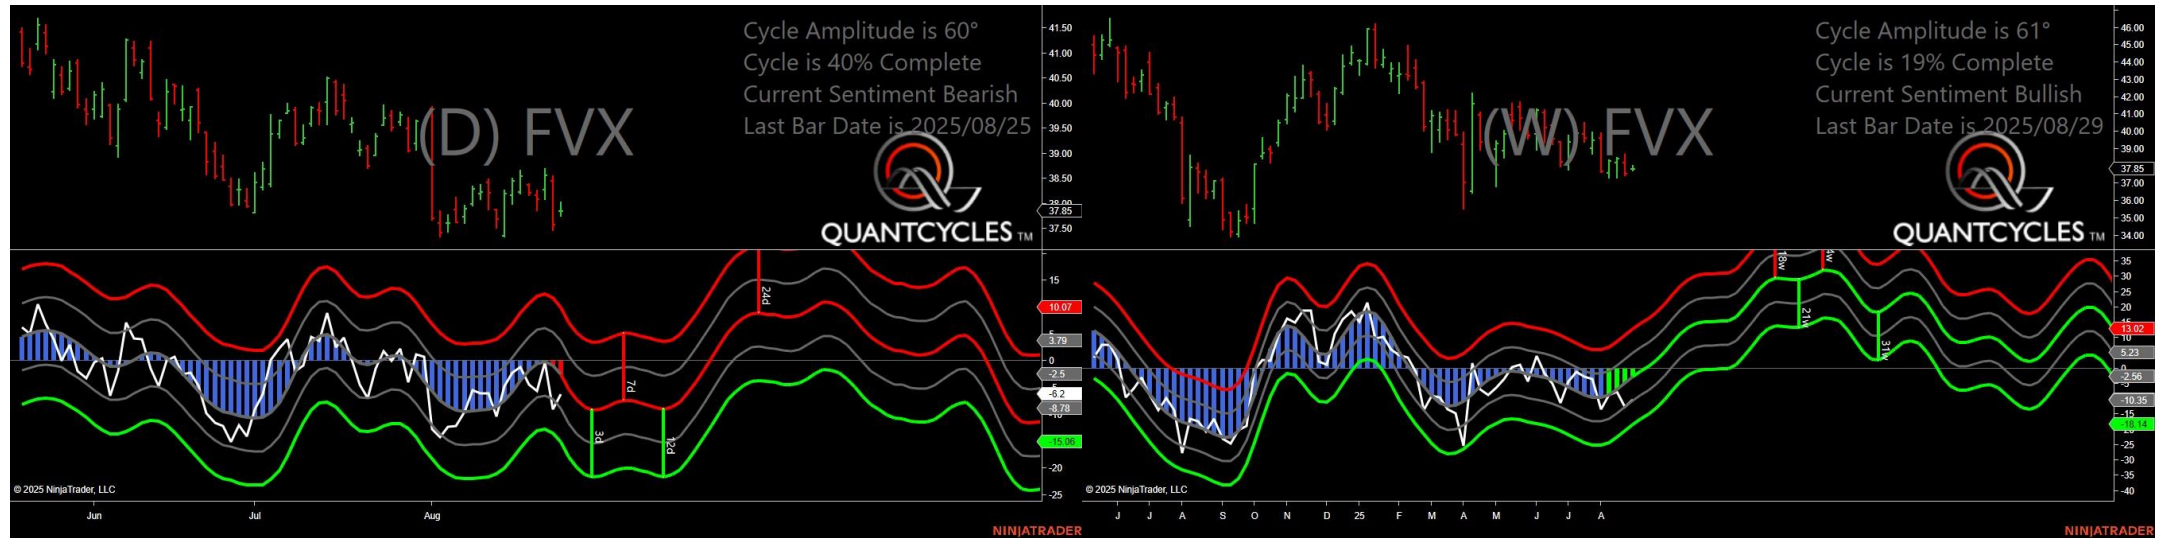 Cycle Amplitude is 60°
Cycle is 40% Complete
Current Sentiment Bearish
Last Bar Date is 2025/08/25
(D) FVX
QUANTCYCLES TM
41.50
41.00
40.50
40.00
39.50
39.00
38.50
37.85
37.50
24d
7d
3d
12d
15
10.07
3.79
0
-2.5
-6.2
-8.78
-15.06
-20
-25
© 2025 NinjaTrader, LLC
Jun
Jul
Aug
NINJATRADER
Cycle Amplitude is 61°
Cycle is 19% Complete
Current Sentiment Bullish
Last Bar Date is 2025/08/29
(W) FVX
QUANTCYCLES TM
46.00
45.00
44.00
43.00
42.00
41.00
40.00
39.00
37.85
37.00
36.00
35.00
34.00
18w
21w
31w
35
30
25
20
13.02
10
5.23
-2.56
-10.35
-15
-18.14
-25
-30
-35
-40
© 2025 NinjaTrader, LLC
J
J
A
S
O
N
D
25
F
M
A
M
J
J
A
NINJATRADER